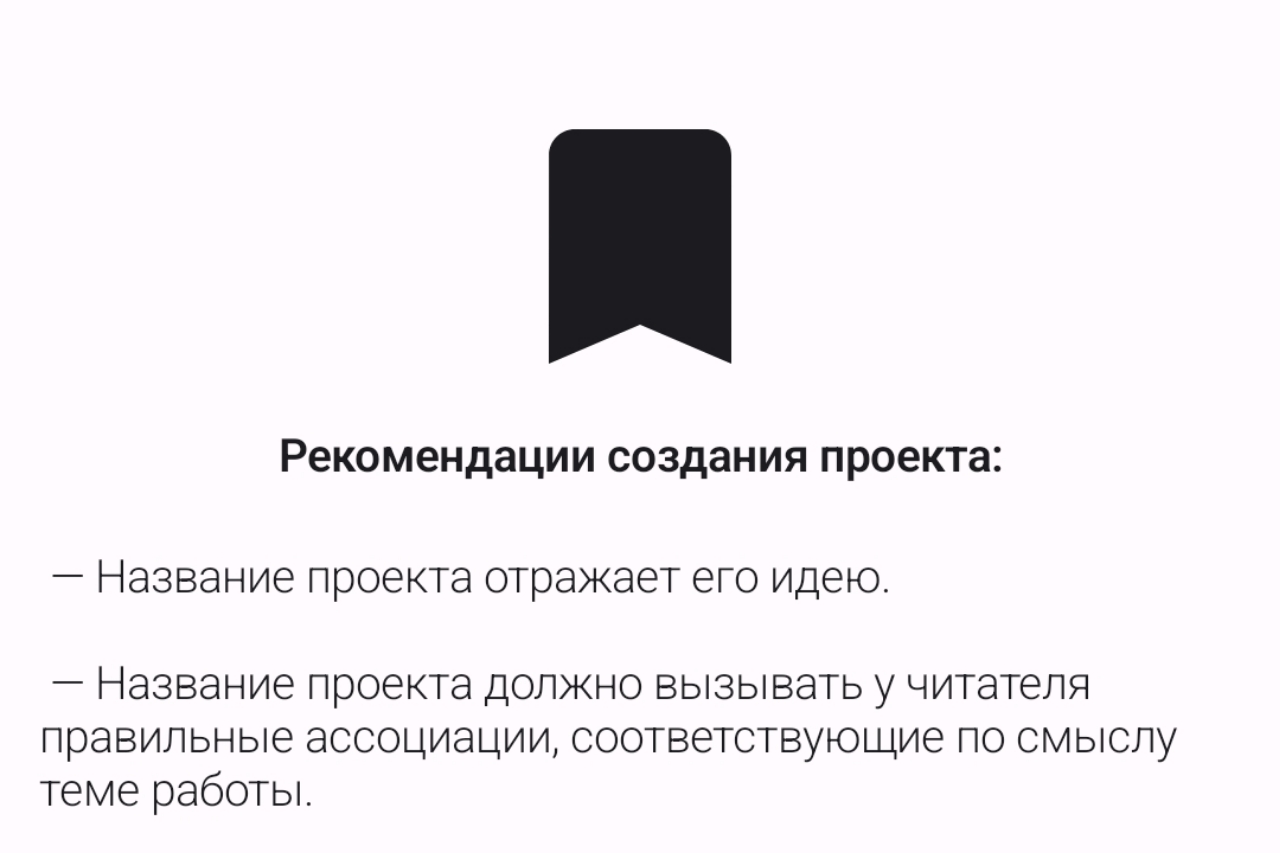 Рекомендации создания проекта:
— Название проекта отражает его идею.
— Название проекта должно вызывать у читателя
правильные ассоциации, соответствующие по смыслу
теме работы.